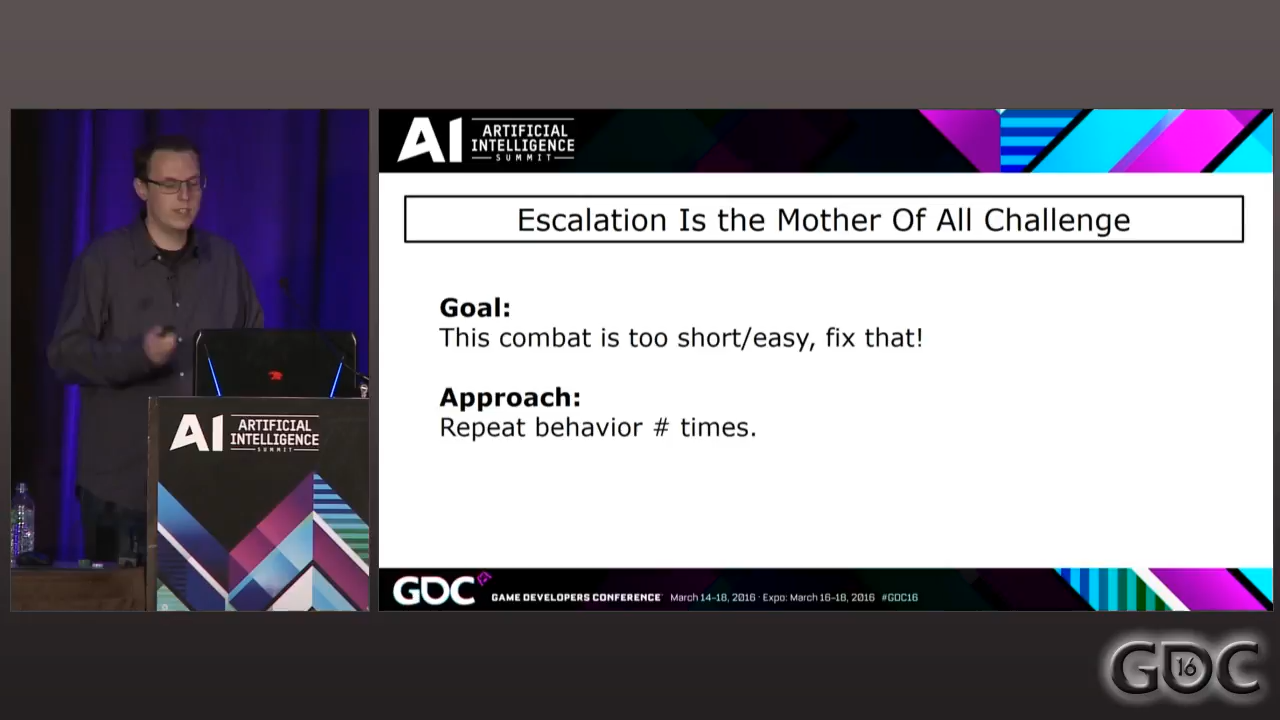 AI ARTIFICIAL
INTELLIGENCE
SUMMIT
Escalation Is the Mother Of All Challenge
Goal:
This combat is too short/easy, fix that!
Approach:
Repeat behavior # times.
AI ARTIFICIAL
INTELLIGENCE
SUMMIT
GDC GAME DEVELOPERS CONFERENCE March 14–18, 2016 · Expo: March 16–18, 2016 #GDC16
GDC 16